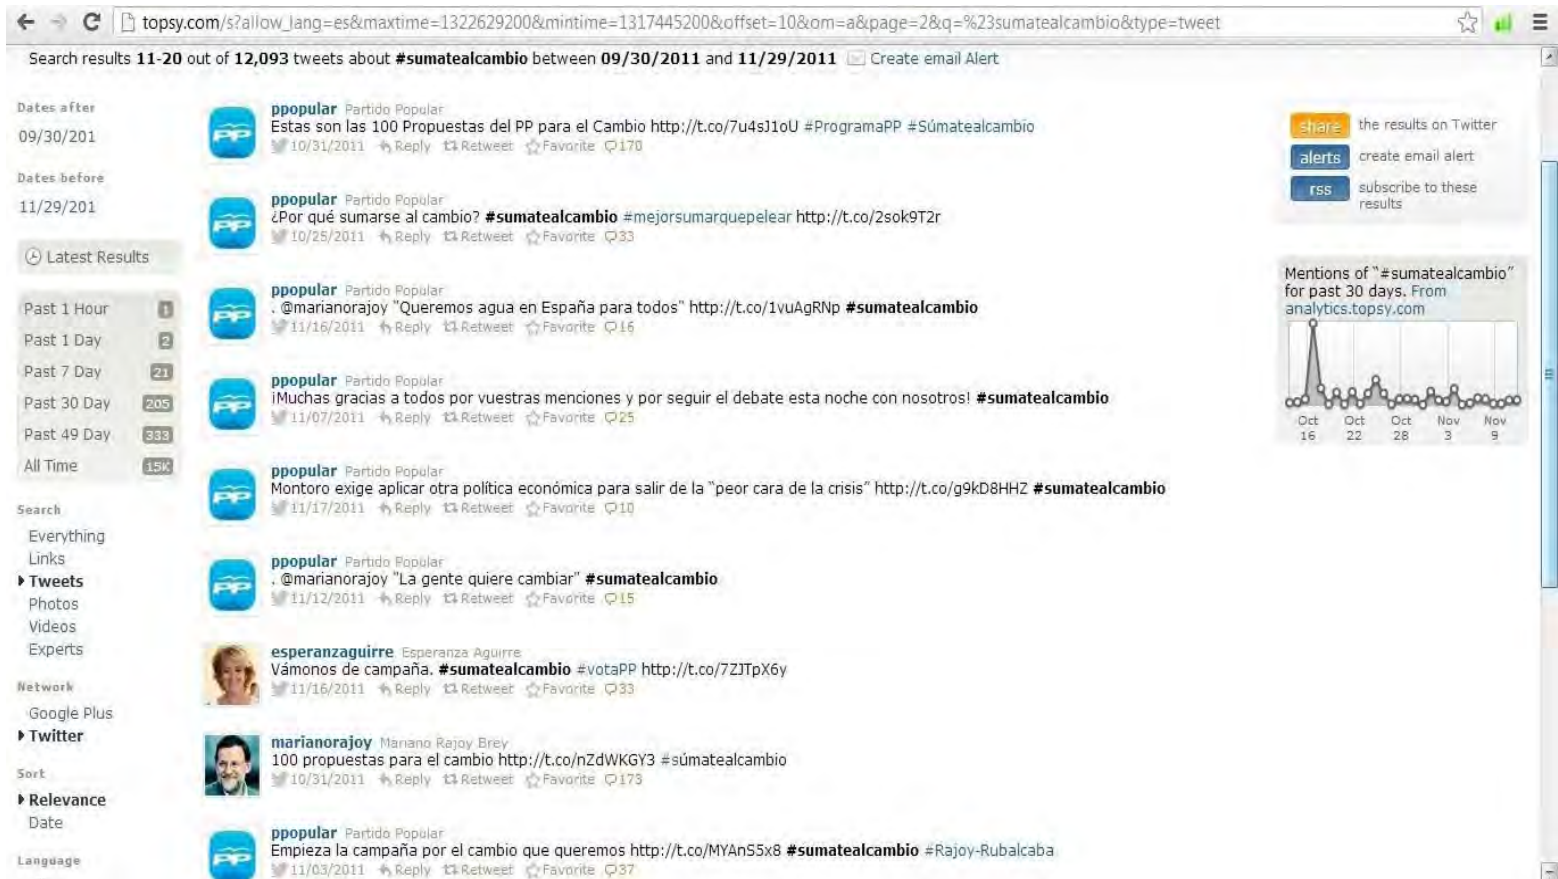 topsy.com/s?allow_lang=es&maxtime=1322629200&mintime=1317445200&offset=10&om=a&page=2&q=%23sumatealcambio&type=tweet
Search results 11-20 out of 12,093 tweets about #sumatealcambio between 09/30/2011 and 11/29/2011 Create email Alert
Dates after
09/30/201
Dates before
11/29/201
Latest Results
Past 1 Hour 1
Past 1 Day 2
Past 7 Day 21
Past 30 Day 205
Past 49 Day 333
All Time 15K
Search
Everything
Links
Tweets
Photos
Videos
Experts
Network
Google Plus
Twitter
Sort
Relevance
Date
Language
PP
ppopular Partido Popular
Estas son las 100 Propuestas del PP para el Cambio http://t.co/7u4sJ1oU #ProgramaPP #Súmatealcambio
10/31/2011 Reply Retweet Favorite 170
PP
ppopular Partido Popular
¿Por qué sumarse al cambio? #sumatealcambio #mejorsumarquepelear http://t.co/2sok9T2r
10/25/2011 Reply Retweet Favorite 33
PP
ppopular Partido Popular
. @marianorajoy "Queremos agua en España para todos" http://t.co/1vuAgRNp #sumatealcambio
11/16/2011 Reply Retweet Favorite 16
PP
ppopular Partido Popular
¡Muchas gracias a todos por vuestras menciones y por seguir el debate esta noche con nosotros! #sumatealcambio
11/07/2011 Reply Retweet Favorite 25
PP
ppopular Partido Popular
Montoro exige aplicar otra política económica para salir de la "peor cara de la crisis" http://t.co/g9kD8HHZ #sumatealcambio
11/17/2011 Reply Retweet Favorite 10
PP
ppopular Partido Popular
. @marianorajoy "La gente quiere cambiar" #sumatealcambio
11/12/2011 Reply Retweet Favorite 15
esperanzaguirre Esperanza Aguirre
Vámonos de campaña. #sumatealcambio #votaPP http://t.co/7ZJTpX6y
11/16/2011 Reply Retweet Favorite 33
marianorajoy Mariano Rajoy Brey
100 propuestas para el cambio http://t.co/nZdWKGY3 #súmatealcambio
10/31/2011 Reply Retweet Favorite 173
PP
ppopular Partido Popular
Empieza la campaña por el cambio que queremos http://t.co/MYAnS5x8 #sumatealcambio #Rajoy-Rubalcaba
11/03/2011 Reply Retweet Favorite 37
share the results on Twitter
alerts create email alert
rss subscribe to these
results
Mentions of "#sumatealcambio"
for past 30 days. From
analytics.topsy.com
Oct Oct Oct Nov Nov
16 22 28 3 9